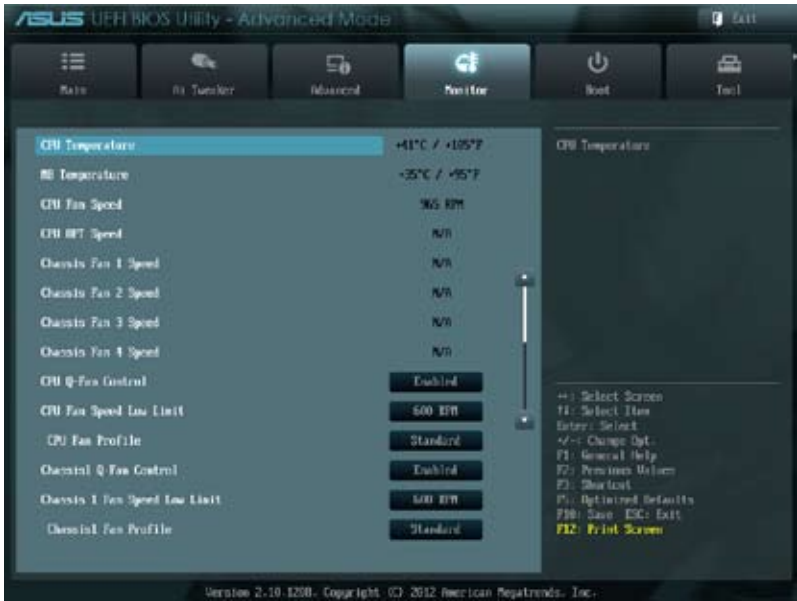 ASUS UEFI BIOS Utility - Advanced Mode
Exit
Main
Ai Tweaker
Advanced
Monitor
Boot
Tool
CPU Temperature +41°C / +105°F
MB Temperature +35°C / +95°F
CPU Fan Speed 965 RPM
CPU OPT Speed N/A
Chassis Fan 1 Speed N/A
Chassis Fan 2 Speed N/A
Chassis Fan 3 Speed N/A
Chassis Fan 4 Speed N/A
CPU Q-Fan Control Enabled
CPU Fan Speed Low Limit 600 RPM
CPU Fan Profile Standard
Chassis1 Q-Fan Control Enabled
Chassis 1 Fan Speed Low Limit 600 RPM
Chassis1 Fan Profile Standard
CPU Temperature
→←: Select Screen
↑↓: Select Item
Enter: Select
+/-: Change Opt.
F1: General Help
F2: Previous Values
F3: Shortcut
F5: Optimized Defaults
F10: Save ESC: Exit
F12: Print Screen
Version 2.10.1208. Copyright (C) 2012 American Megatrends, Inc.